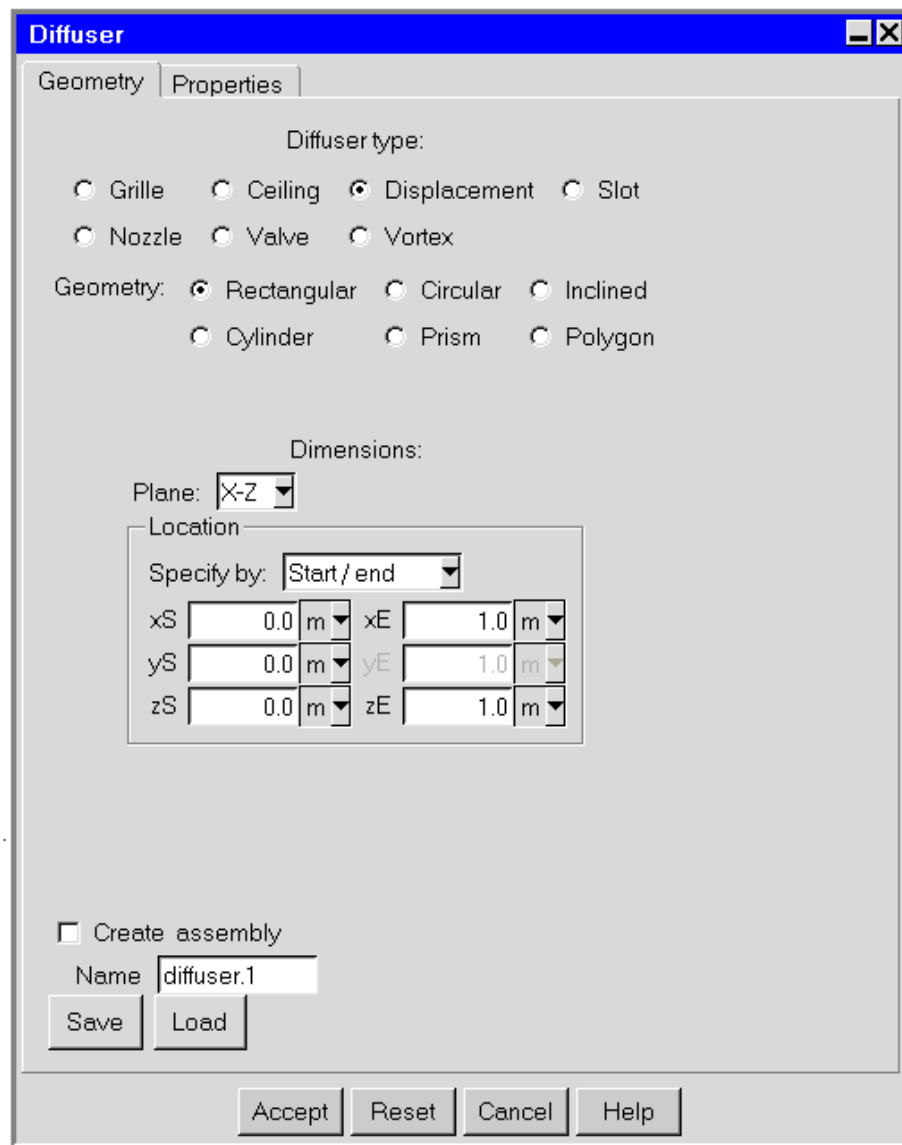 Diffuser
Geometry Properties
Diffuser type:
Grille Ceiling Displacement Slot
Nozzle Valve Vortex
Geometry: Rectangular Circular Inclined
Cylinder Prism Polygon
Dimensions:
Plane: X-Z
Location
Specify by: Start / end
xS 0.0 m xE 1.0 m
yS 0.0 m yE 1.0 m
zS 0.0 m zE 1.0 m
Create assembly
Name diffuser.1
Save Load
Accept Reset Cancel Help